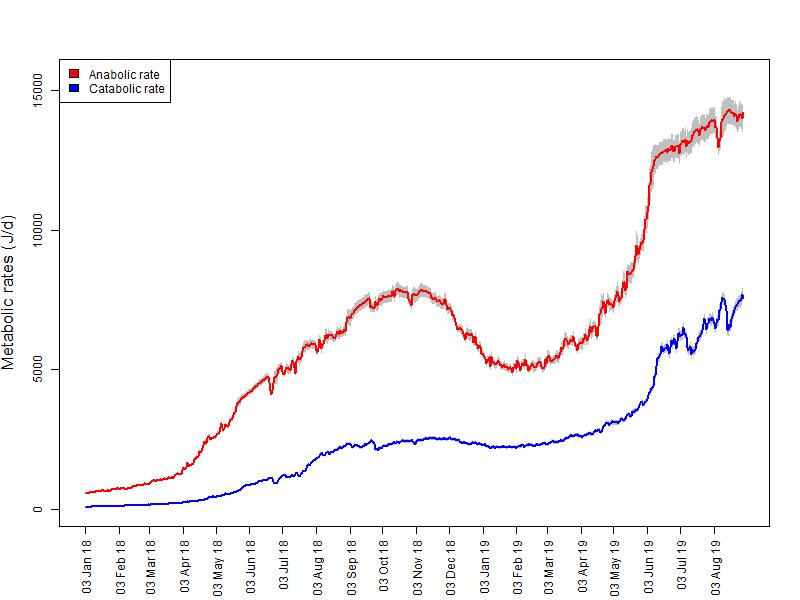 Anabolic rate
Catabolic rate
Metabolic rates (J/d)
15000
10000
5000
0
03 Jan 18
03 Feb 18
03 Mar 18
03 Apr 18
03 May 18
03 Jun 18
03 Jul 18
03 Aug 18
03 Sep 18
03 Oct 18
03 Nov 18
03 Dec 18
03 Jan 19
03 Feb 19
03 Mar 19
03 Apr 19
03 May 19
03 Jun 19
03 Jul 19
03 Aug 19